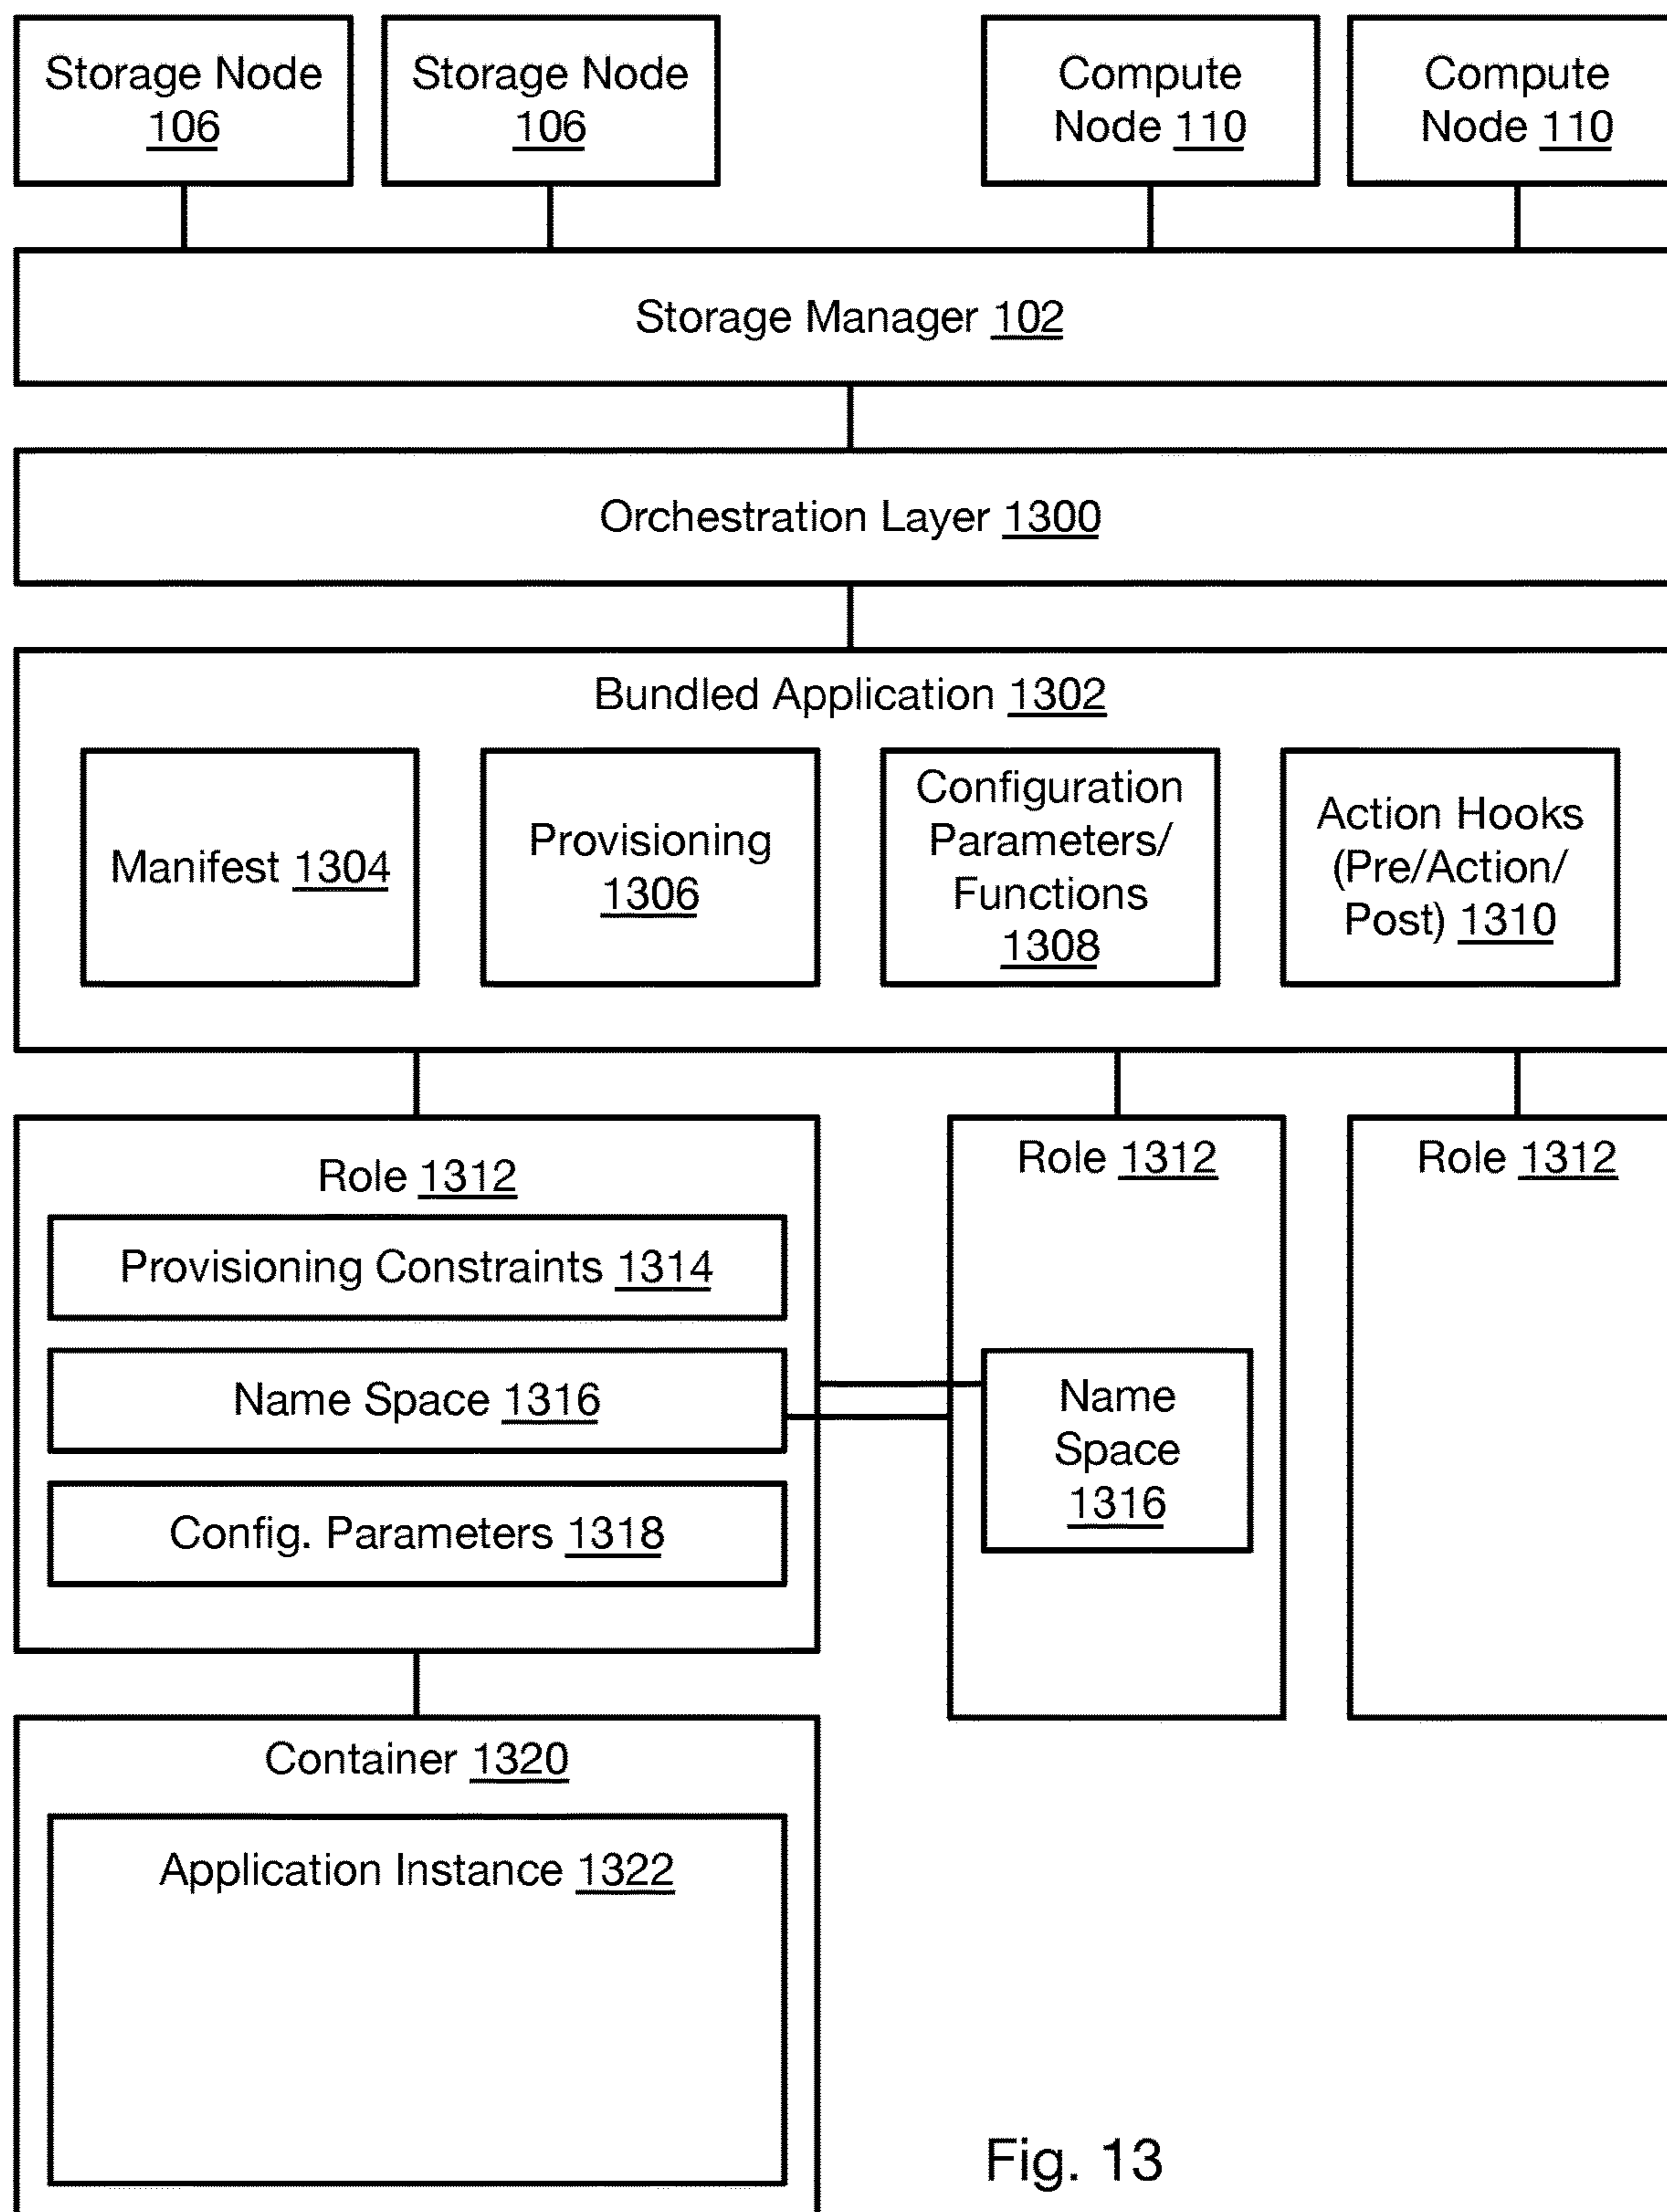 Storage Node
106
Storage Node
106
Compute
Node 110
Compute
Node 110
Storage Manager 102
Orchestration Layer 1300
Bundled Application 1302
Manifest 1304
Provisioning
1306
Configuration
Parameters/
Functions
1308
Action Hooks
(Pre/Action/
Post) 1310
Role 1312
Provisioning Constraints 1314
Name Space 1316
Config. Parameters 1318
Role 1312
Name
Space
1316
Role 1312
Container 1320
Application Instance 1322
Fig. 13